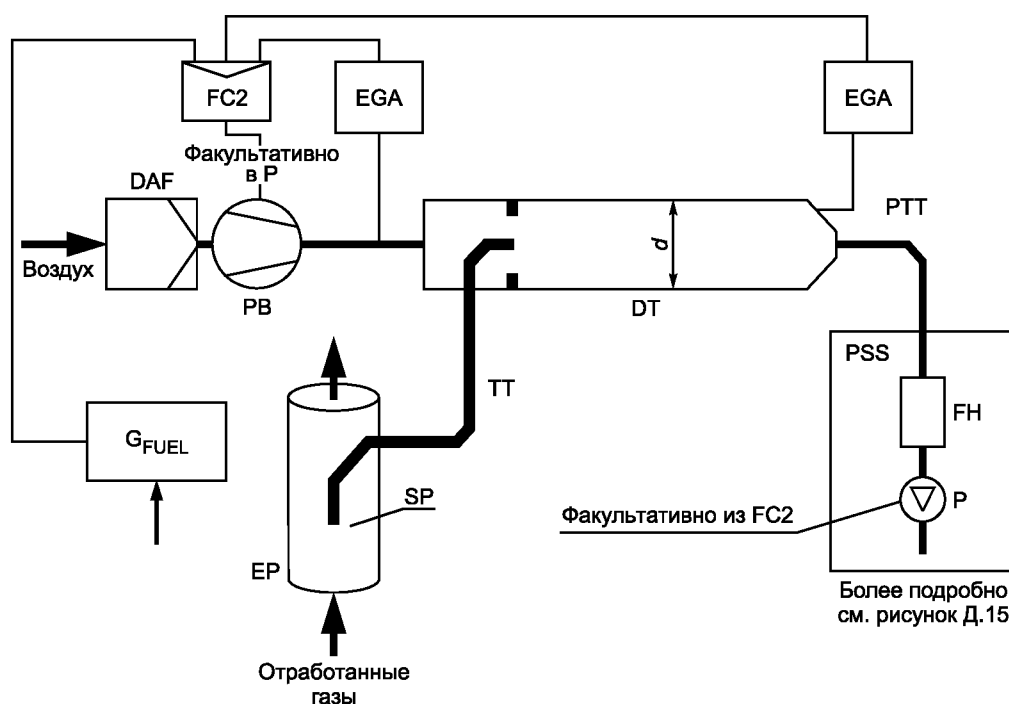 FC2
EGA
EGA
Факультативно
в P
DAF
PTT
d
Воздух
PB
DT
PSS
TT
FH
G_FUEL
SP
P
Факультативно из FC2
EP
Более подробно
см. рисунок Д.15
Отработанные
газы